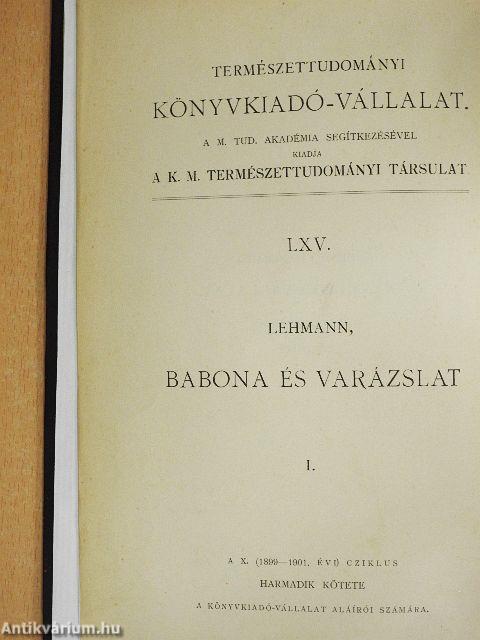 TERMÉSZETTUDOMÁNYI
KÖNYVKIADÓ-VÁLLALAT.
A M. TUD. AKADÉMIA SEGÍTKEZÉSÉVEL
KIADJA
A K. M. TERMÉSZETTUDOMÁNYI TÁRSULAT
LXV.
LEHMANN,
BABONA ÉS VARÁZSLAT
I.
A X. (1899—1901. ÉVI) CZIKLUS
HARMADIK KÖTETE
A KÖNYVKIADÓ-VÁLLALAT ALÁÍRÓI SZÁMÁRA.
Antikvárium.hu